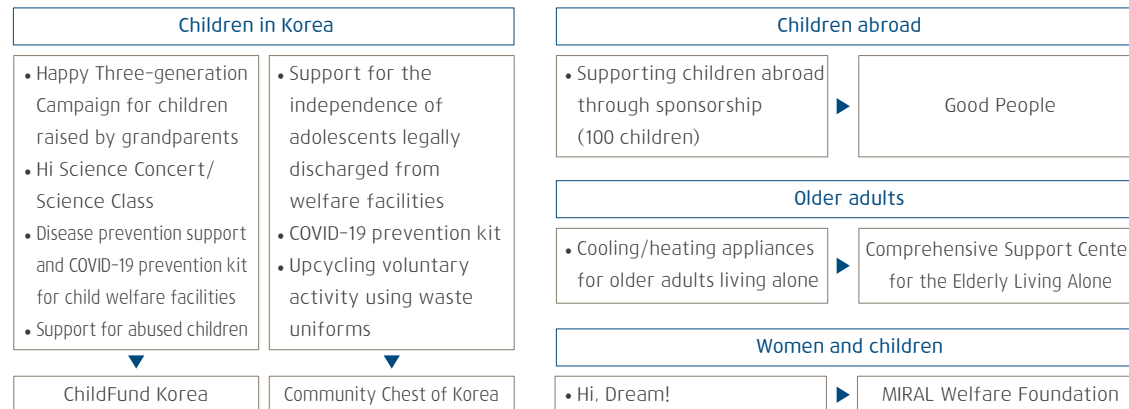 Children in Korea
• Happy Three-generation
Campaign for children
raised by grandparents
• Hi Science Concert/
Science Class
• Disease prevention support
and COVID-19 prevention kit
for child welfare facilities
• Support for abused children
ChildFund Korea
• Support for the
independence of
adolescents legally
discharged from
welfare facilities
• COVID-19 prevention kit
• Upcycling voluntary
activity using waste
uniforms
Community Chest of Korea
Children abroad
• Supporting children abroad
through sponsorship
(100 children)
Good People
Older adults
• Cooling/heating appliances
for older adults living alone
Comprehensive Support Cente
for the Elderly Living Alone
Women and children
• Hi, Dream!
MIRAL Welfare Foundation